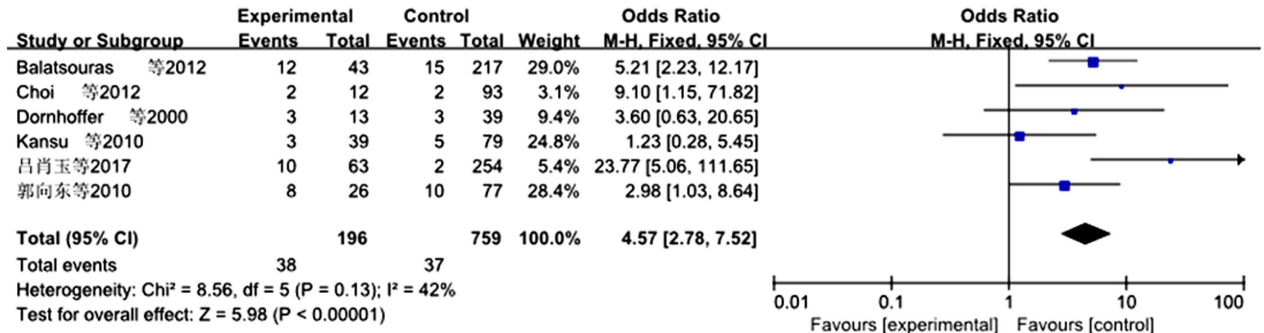 Experimental Control Odds Ratio Odds Ratio
Study or Subgroup Events Total Events Total Weight M-H, Fixed, 95% CI M-H, Fixed, 95% CI
Balatsouras 等2012 12 43 15 217 29.0% 5.21 [2.23, 12.17]
Choi 等2012 2 12 2 93 3.1% 9.10 [1.15, 71.82]
Dornhoffer 等2000 3 13 3 39 9.4% 3.60 [0.63, 20.65]
Kansu 等2010 3 39 5 79 24.8% 1.23 [0.28, 5.45]
吕肖玉等2017 10 63 2 254 5.4% 23.77 [5.06, 111.65]
郭向东等2010 8 26 10 77 28.4% 2.98 [1.03, 8.64]
Total (95% CI) 196 759 100.0% 4.57 [2.78, 7.52]
Total events 38 37
Heterogeneity: Chi² = 8.56, df = 5 (P = 0.13); I² = 42%
Test for overall effect: Z = 5.98 (P < 0.00001)
0.01 0.1 1 10 100
Favours [experimental] Favours [control]